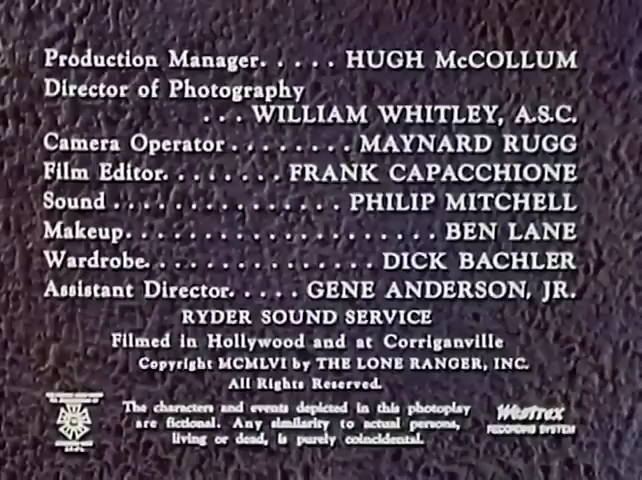 Production Manager. . . . . HUGH McCOLLUM
Director of Photography
. . . WILLIAM WHITLEY, A.S.C.
Camera Operator . . . . . . . . MAYNARD RUGG
Film Editor. . . . . . . . FRANK CAPACCHIONE
Sound . . . . . . . . . . . . . . . PHILIP MITCHELL
Makeup. . . . . . . . . . . . . . . . . . . . . BEN LANE
Wardrobe. . . . . . . . . . . . . . . DICK BACHLER
Assistant Director. . . . . GENE ANDERSON, JR.
RYDER SOUND SERVICE
Filmed in Hollywood and at Corriganville
Copyright MCMLVI by THE LONE RANGER, INC.
All Rights Reserved.
The characters and events depicted in this photoplay
are fictional. Any similarity to actual persons,
living or dead, is purely coincidental.
Westrex
RECORDING SYSTEM